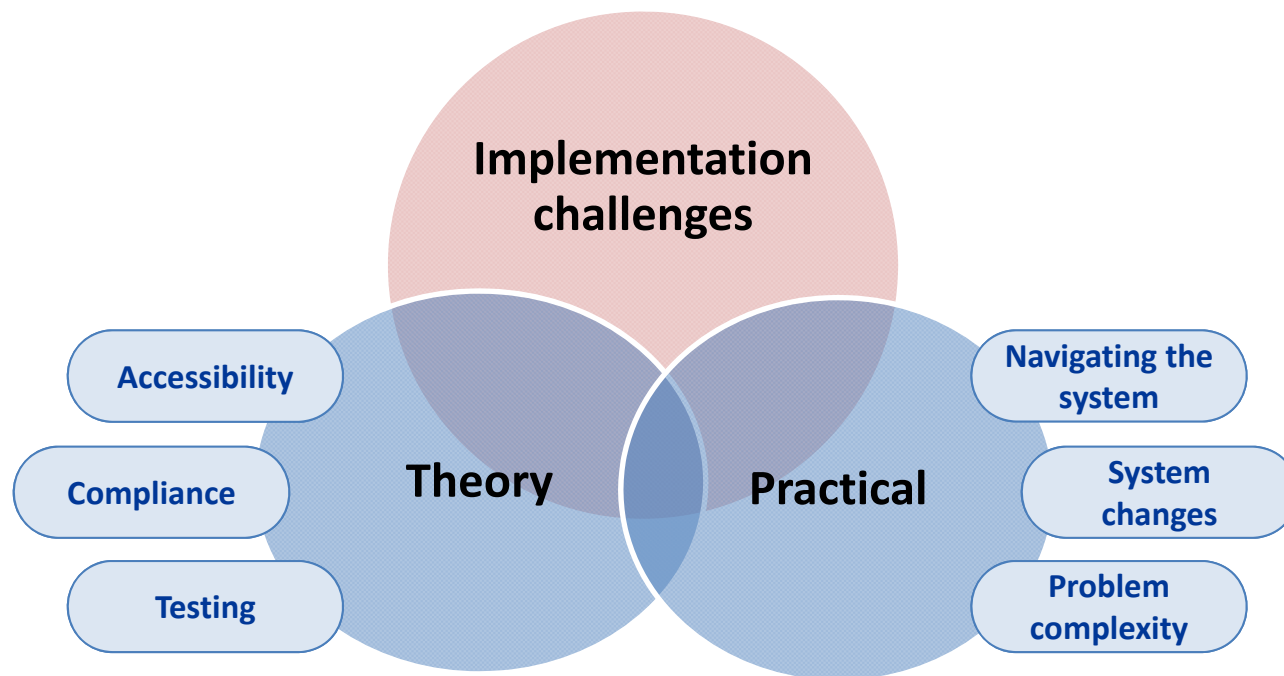 Implementation
challenges
Theory
Practical
Accessibility
Compliance
Testing
Navigating the
system
System
changes
Problem
complexity